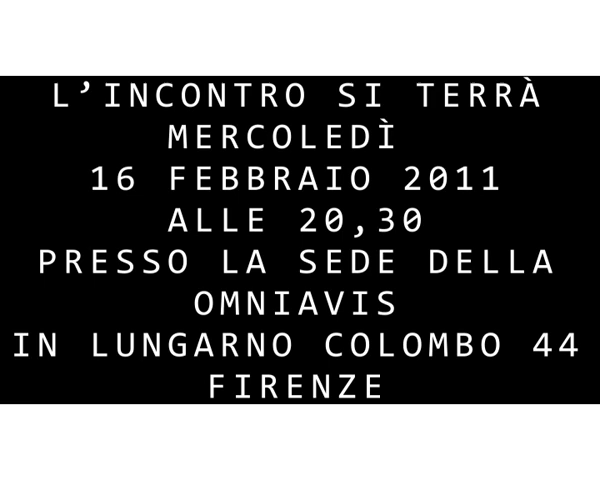 L’INCONTRO SI TERRÀ
MERCOLEDÌ
16 FEBBRAIO 2011
ALLE 20,30
PRESSO LA SEDE DELLA
OMNIAVIS
IN LUNGARNO COLOMBO 44
FIRENZE